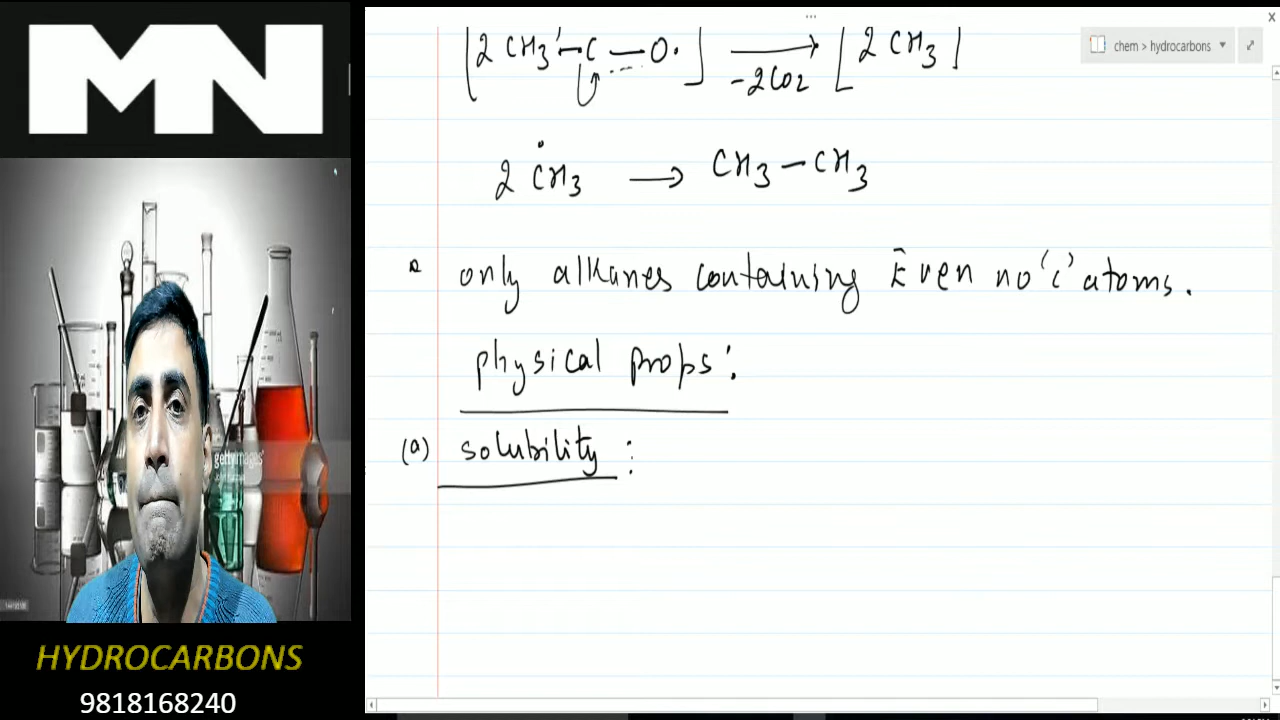 MN
gettyimages
HYDROCARBONS
9818168240
chem > hydrocarbons
[2 CH3-C-O·] → [2 CH3]
-2CO2
2 ĊH3 → CH3-CH3
only alkanes containing Even no 'c' atoms.
physical props:
(a) solubility :